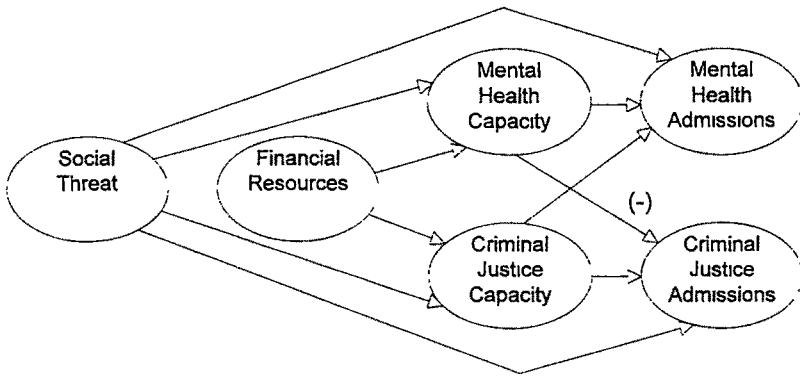 Social
Threat
Financial
Resources
Mental
Health
Capacity
Mental
Health
Admissions
(-)
Criminal
Justice
Capacity
Criminal
Justice
Admissions